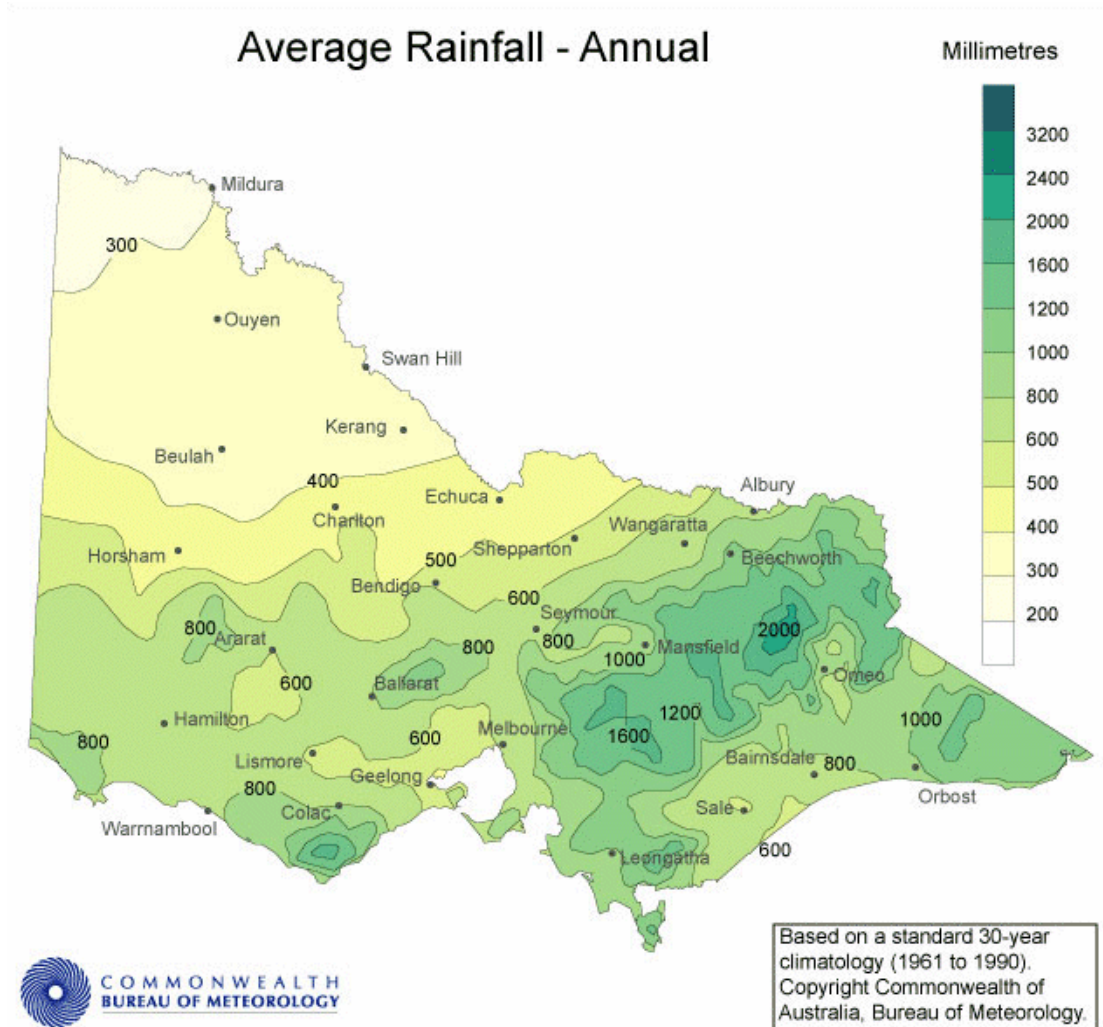 Average Rainfall - Annual
Millimetres
3200
2400
2000
1600
1200
1000
800
600
500
400
300
200
Mildura
300
Ouyen
Swan Hill
Kerang
Beulah
400
Echuca
Albury
Charlton
Wangaratta
Horsham
Shepparton
Beechworth
500
Bendigo
600
Seymour
800
Ararat
800
2000
Mansfield
800
1000
Omeo
600
Ballarat
Hamilton
1200
1000
Melbourne
800
600
1600
Lismore
Bairnsdale
800
Geelong
800
Orbost
Colac
Sale
Warrnambool
600
Leongatha
COMMONWEALTH
BUREAU OF METEOROLOGY
Based on a standard 30-year
climatology (1961 to 1990).
Copyright Commonwealth of
Australia, Bureau of Meteorology.